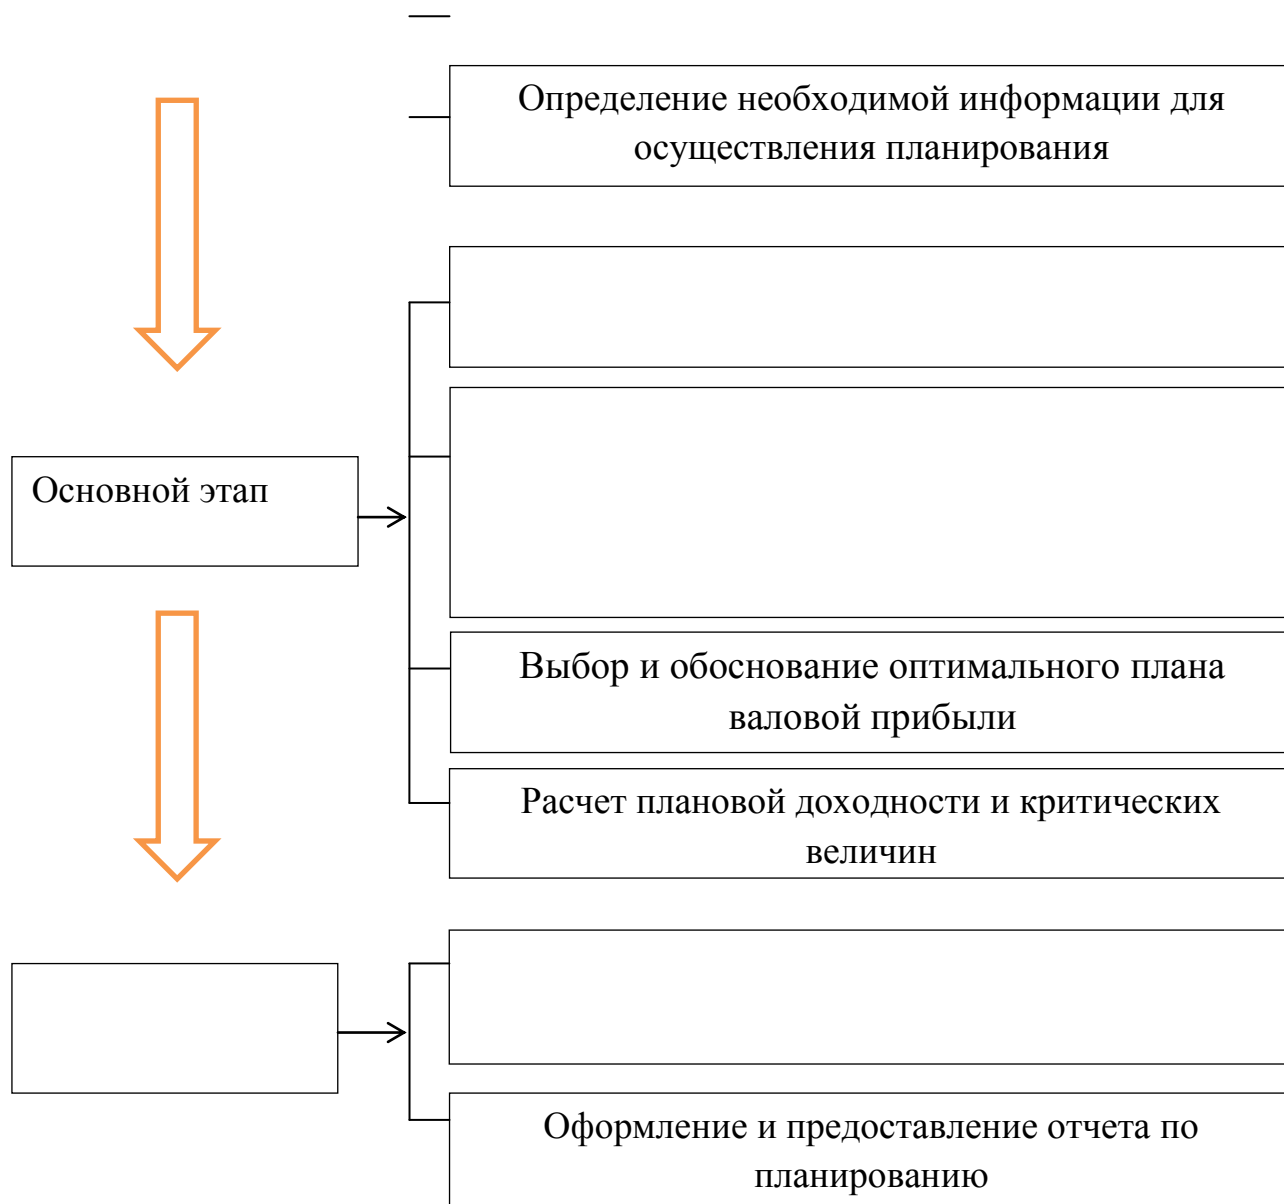 Определение необходимой информации для
осуществления планирования
Основной этап
Выбор и обоснование оптимального плана
валовой прибыли
Расчет плановой доходности и критических
величин
Оформление и предоставление отчета по
планированию